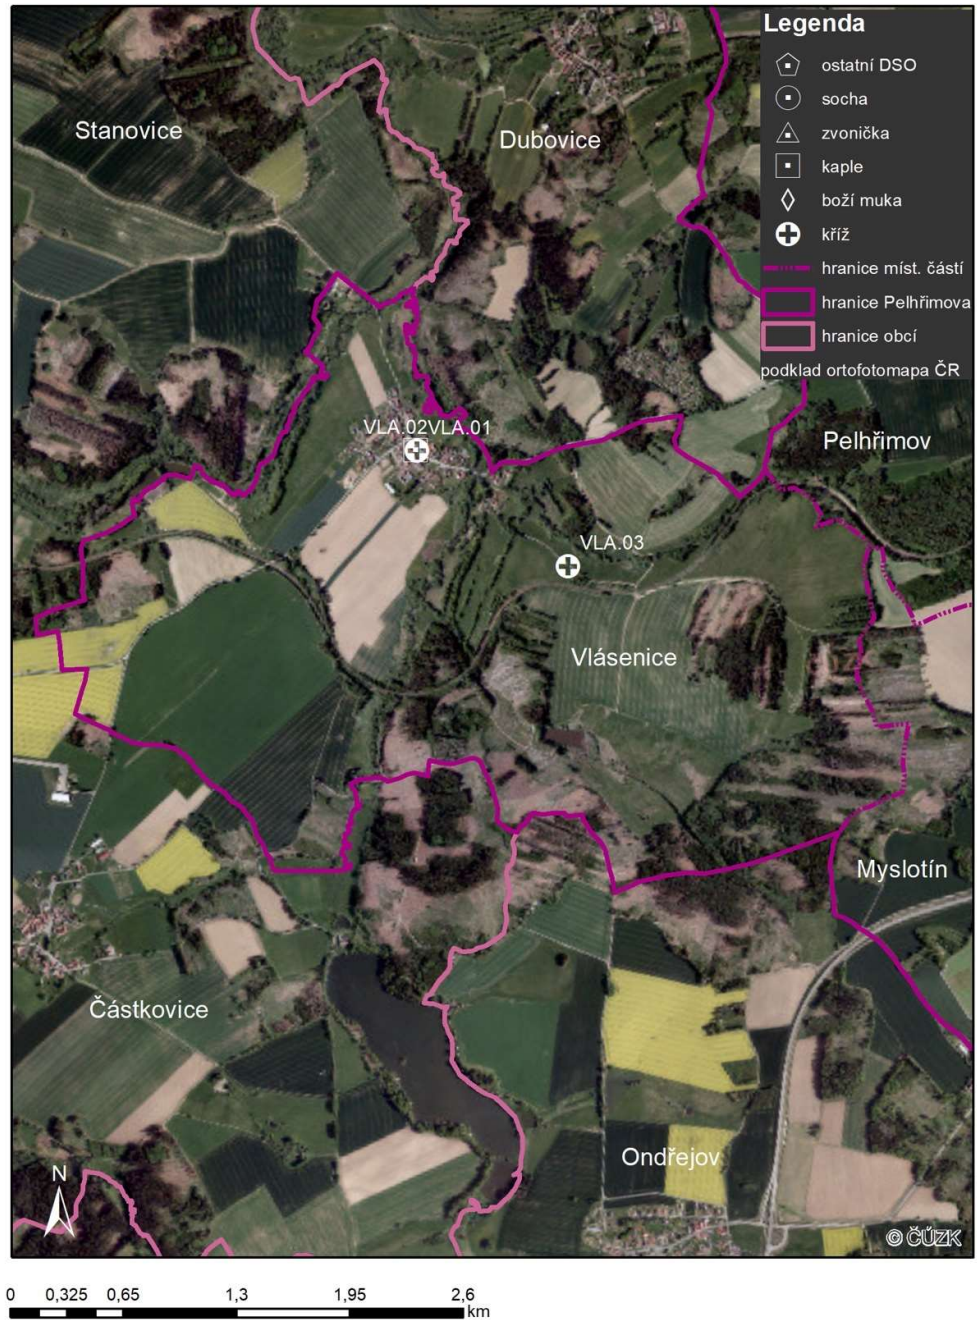 Legenda
ostatní DSO
socha
zvonička
kaple
boží muka
kříž
hranice míst. částí
hranice Pelhřimova
hranice obcí
podklad ortofotomapa ČR
Stanovice
Dubovice
VLA.02VLA.01
Pelhřimov
VLA.03
Vlásenice
Myslotín
Částkovice
Ondřejov
N
© ČÚZK
0 0,325 0,65 1,3 1,95 2,6
km